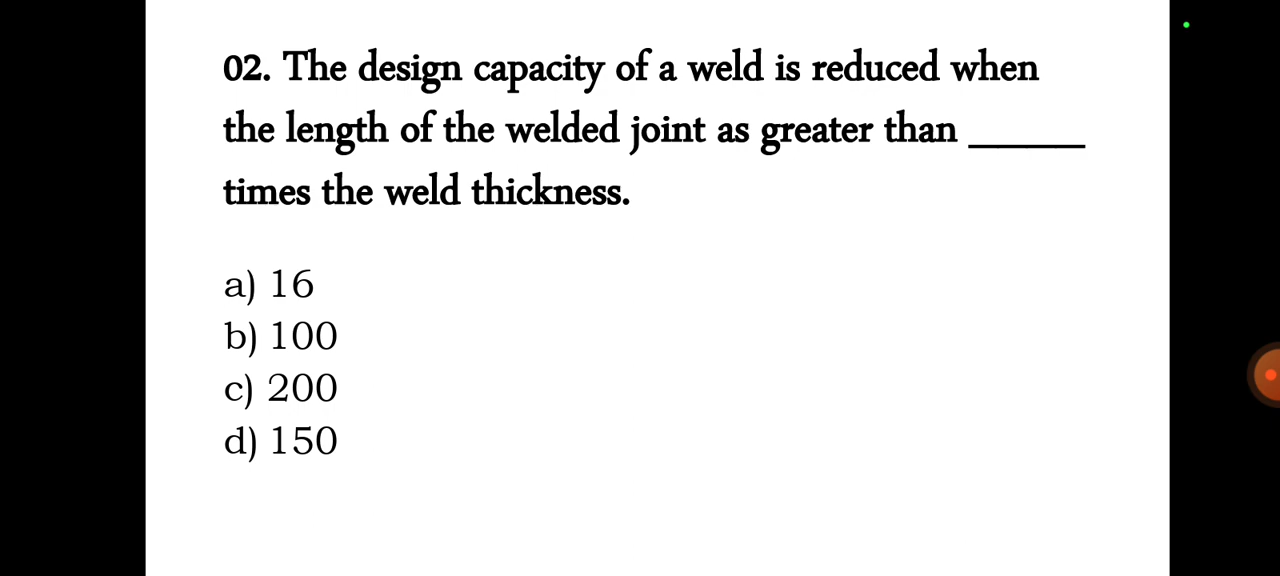 02. The design capacity of a weld is reduced when
the length of the welded joint as greater than ______
times the weld thickness.
a) 16
b) 100
c) 200
d) 150